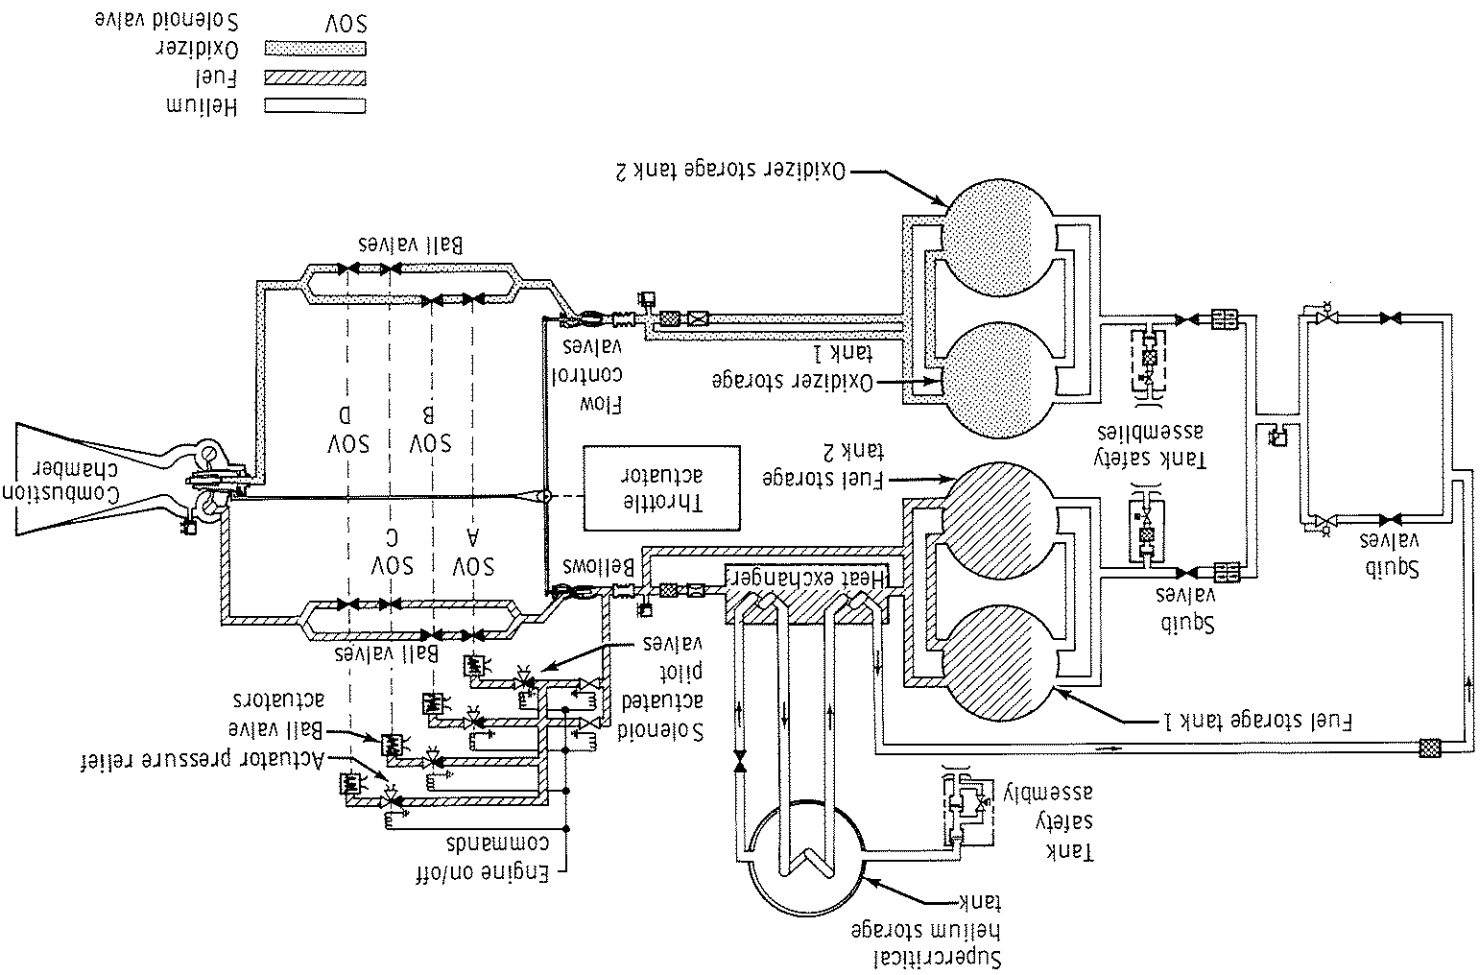 Supercritical
helium storage
tank
Tank
safety
assembly
Engine on/off
commands
Actuator pressure relief
Ball valve
actuators
Solenoid
actuated
pilot
valves
Fuel storage tank 1
Squib
valves
Squib
valves
Heat exchanger
Bellows
Ball valves
SOV
A
SOV
C
Throttle
actuator
Combustion
chamber
Fuel storage
tank 2
Tank safety
assemblies
Oxidizer storage
tank 1
Flow
control
valves
SOV
B
SOV
D
Ball valves
Oxidizer storage tank 2
Helium
Fuel
Oxidizer
SOV Solenoid valve